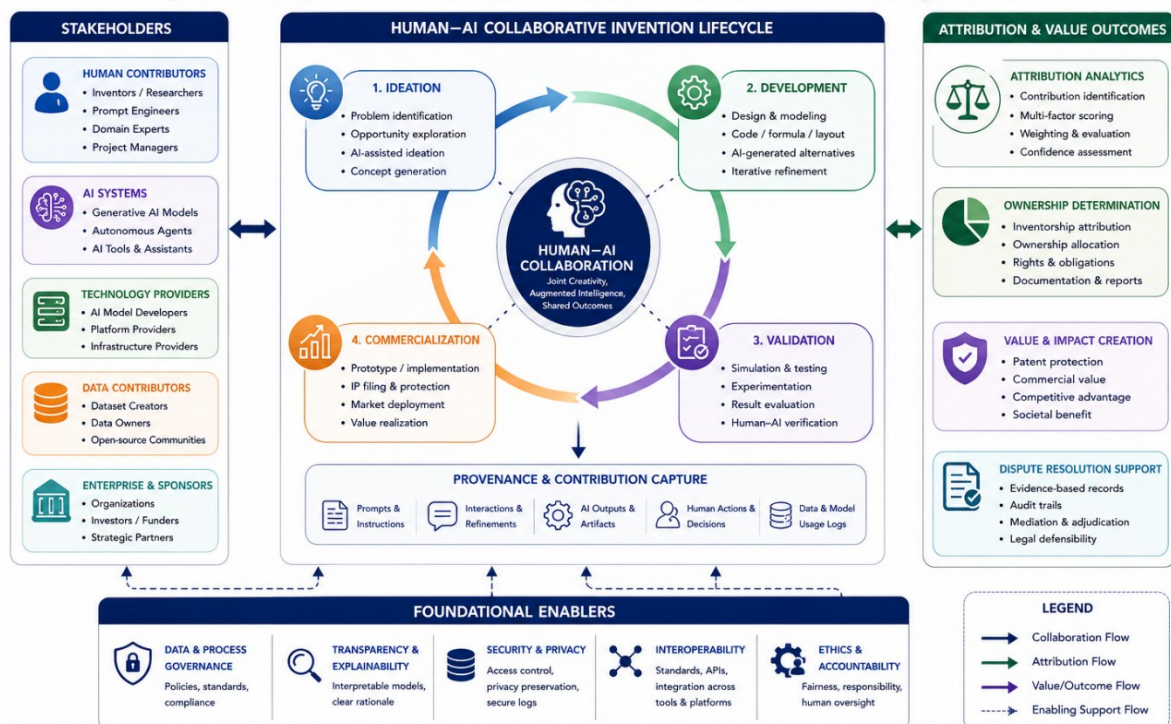 STAKEHOLDERS
HUMAN CONTRIBUTORS
• Inventors / Researchers
• Prompt Engineers
• Domain Experts
• Project Managers
AI SYSTEMS
• Generative AI Models
• Autonomous Agents
• AI Tools & Assistants
TECHNOLOGY PROVIDERS
• AI Model Developers
• Platform Providers
• Infrastructure Providers
DATA CONTRIBUTORS
• Dataset Creators
• Data Owners
• Open-source Communities
ENTERPRISE & SPONSORS
• Organizations
• Investors / Funders
• Strategic Partners
HUMAN—AI COLLABORATIVE INVENTION LIFECYCLE
1. IDEATION
• Problem identification
• Opportunity exploration
• AI-assisted ideation
• Concept generation
2. DEVELOPMENT
• Design & modeling
• Code / formula / layout
• AI-generated alternatives
• Iterative refinement
HUMAN—AI
COLLABORATION
Joint Creativity,
Augmented Intelligence,
Shared Outcomes
4. COMMERCIALIZATION
• Prototype / implementation
• IP filing & protection
• Market deployment
• Value realization
3. VALIDATION
• Simulation & testing
• Experimentation
• Result evaluation
• Human–AI verification
PROVENANCE & CONTRIBUTION CAPTURE
Prompts &
Instructions
Interactions &
Refinements
AI Outputs &
Artifacts
Human Actions &
Decisions
Data & Model
Usage Logs
ATTRIBUTION & VALUE OUTCOMES
ATTRIBUTION ANALYTICS
• Contribution identification
• Multi-factor scoring
• Weighting & evaluation
• Confidence assessment
OWNERSHIP DETERMINATION
• Inventorship attribution
• Ownership allocation
• Rights & obligations
• Documentation & reports
VALUE & IMPACT CREATION
• Patent protection
• Commercial value
• Competitive advantage
• Societal benefit
DISPUTE RESOLUTION SUPPORT
• Evidence-based records
• Audit trails
• Mediation & adjudication
• Legal defensibility
FOUNDATIONAL ENABLERS
DATA & PROCESS
GOVERNANCE
Policies, standards,
compliance
TRANSPARENCY &
EXPLAINABILITY
Interpretable models,
clear rationale
SECURITY & PRIVACY
Access control,
privacy preservation,
secure logs
INTEROPERABILITY
Standards, APIs,
integration across
tools & platforms
ETHICS &
ACCOUNTABILITY
Fairness, responsibility,
human oversight
LEGEND
Collaboration Flow
Attribution Flow
Value/Outcome Flow
Enabling Support Flow